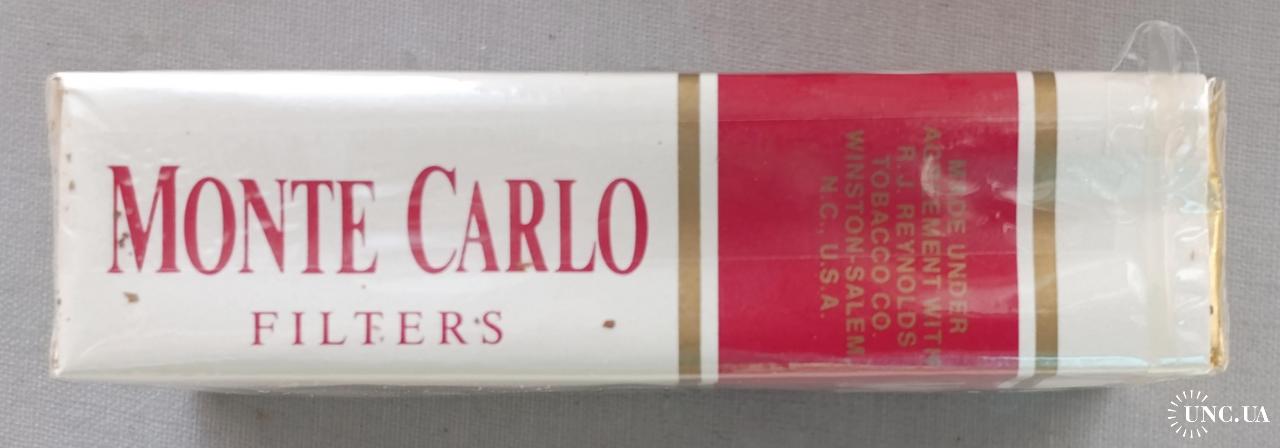 MONTE CARLO
FILTERS
MADE UNDER
AGREEMENT WITH
R.J. REYNOLDS
TOBACCO CO.
WINSTON-SALEM
N.C., U.S.A.
UNC.UA